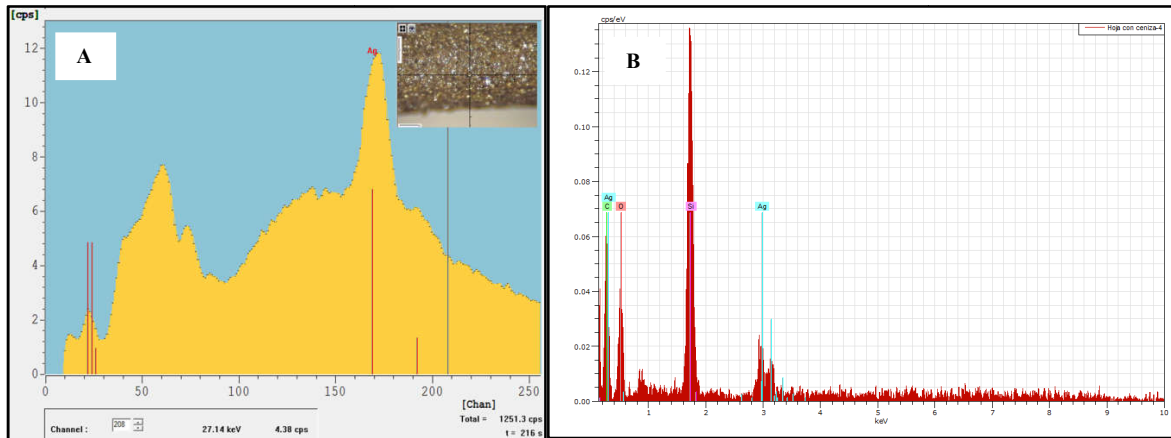 [cps]
A
Ag
12
10
8
6
4
2
0
0 50 100 150 200 250
[Chan]
Channel : 208 27.14 keV 4.38 cps
Total = 1251.3 cps
t = 216 s
cps/eV
B
Hoja con ceniza-4
0.12
0.10
0.08
0.06
0.04
0.02
0.00
Ag
C O Si Ag
1 2 3 4 5 6 7 8 9 10
keV